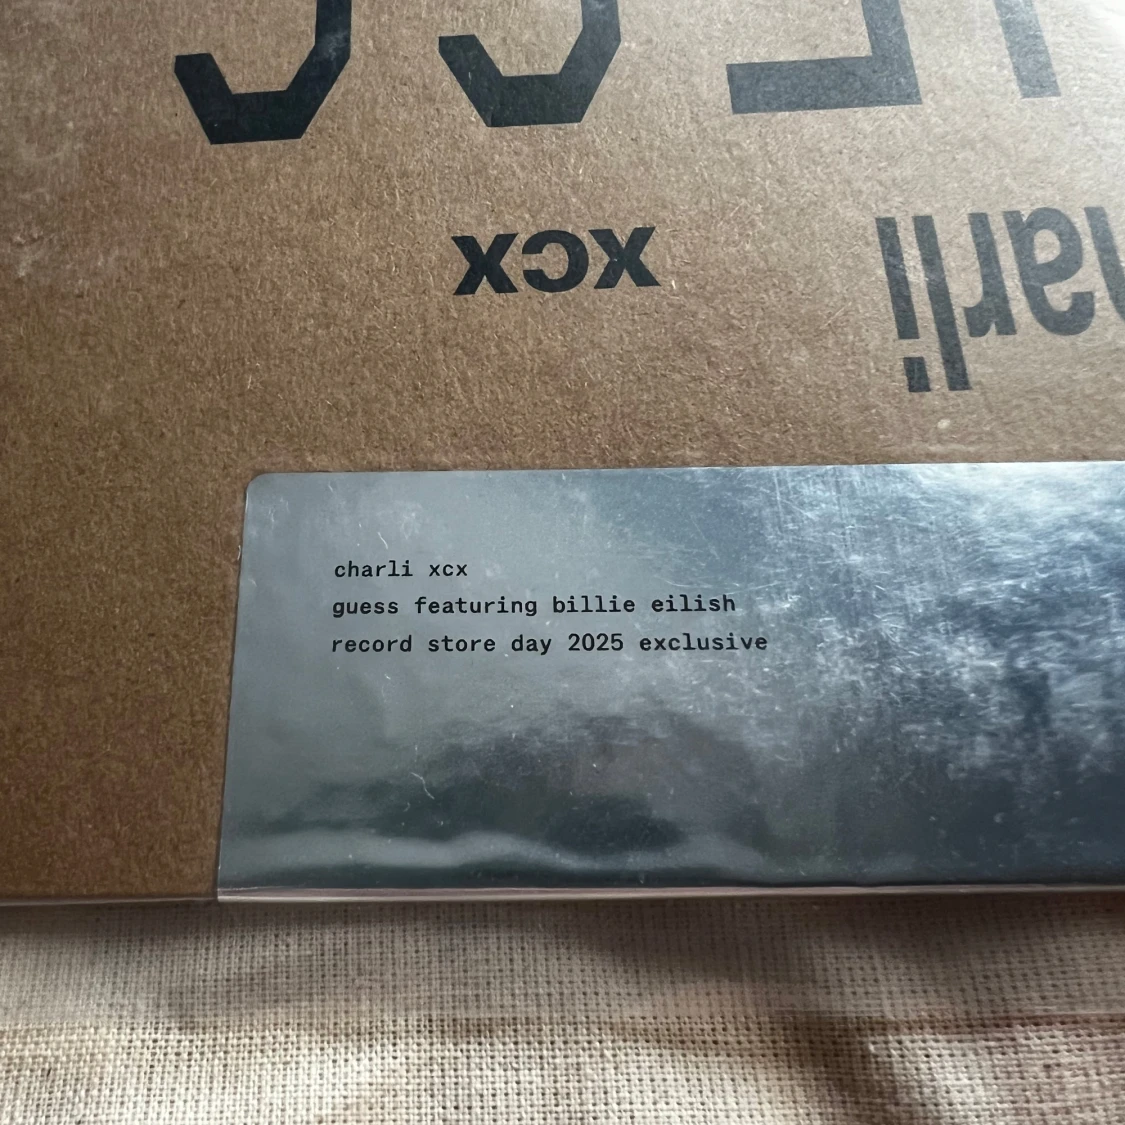 xcx
charli xcx
guess featuring billie eilish
record store day 2025 exclusive